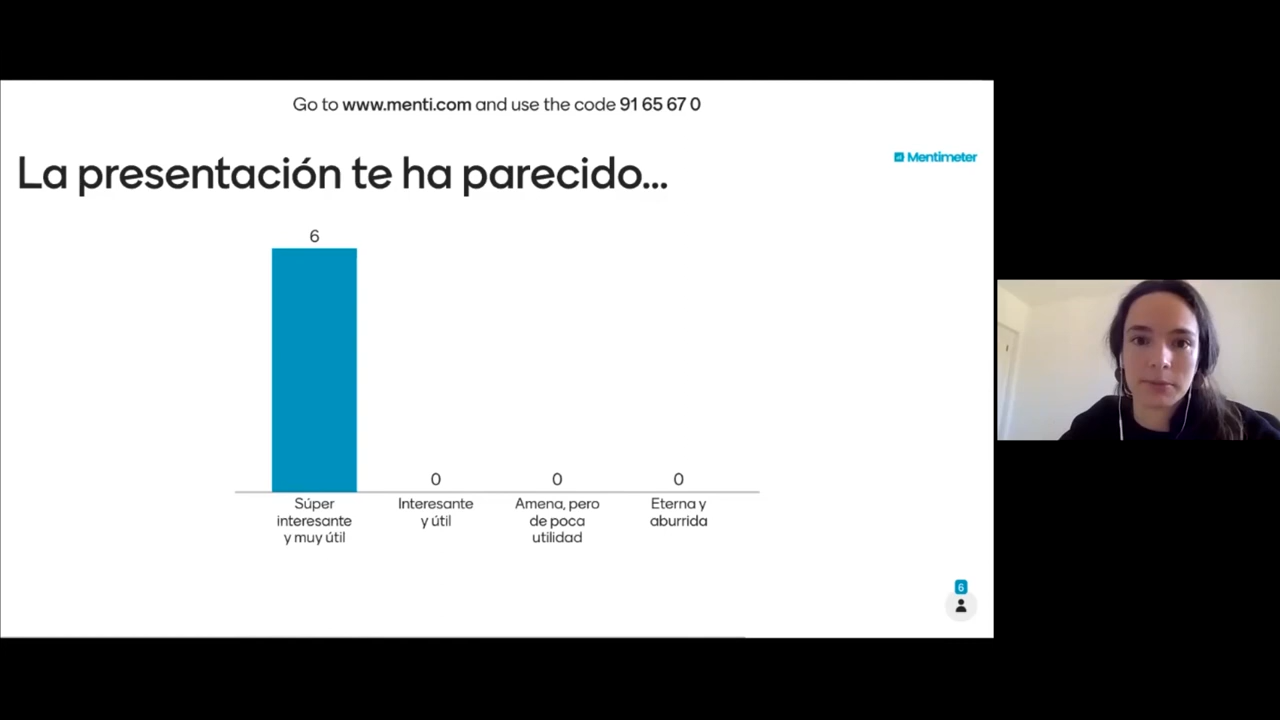 Go to www.menti.com and use the code 91 65 67 0
Mentimeter
La presentación te ha parecido...
6
0
0
0
Súper
interesante
y muy útil
Interesante
y útil
Amena, pero
de poca
utilidad
Eterna y
aburrida
6